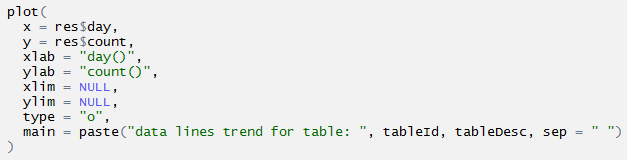 plot(
  x = res$day,
  y = res$count,
  xlab = "day()",
  ylab = "count()",
  xlim = NULL,
  ylim = NULL,
  type = "o",
  main = paste("data lines trend for table: ", tableId, tableDesc, sep = " ")
)